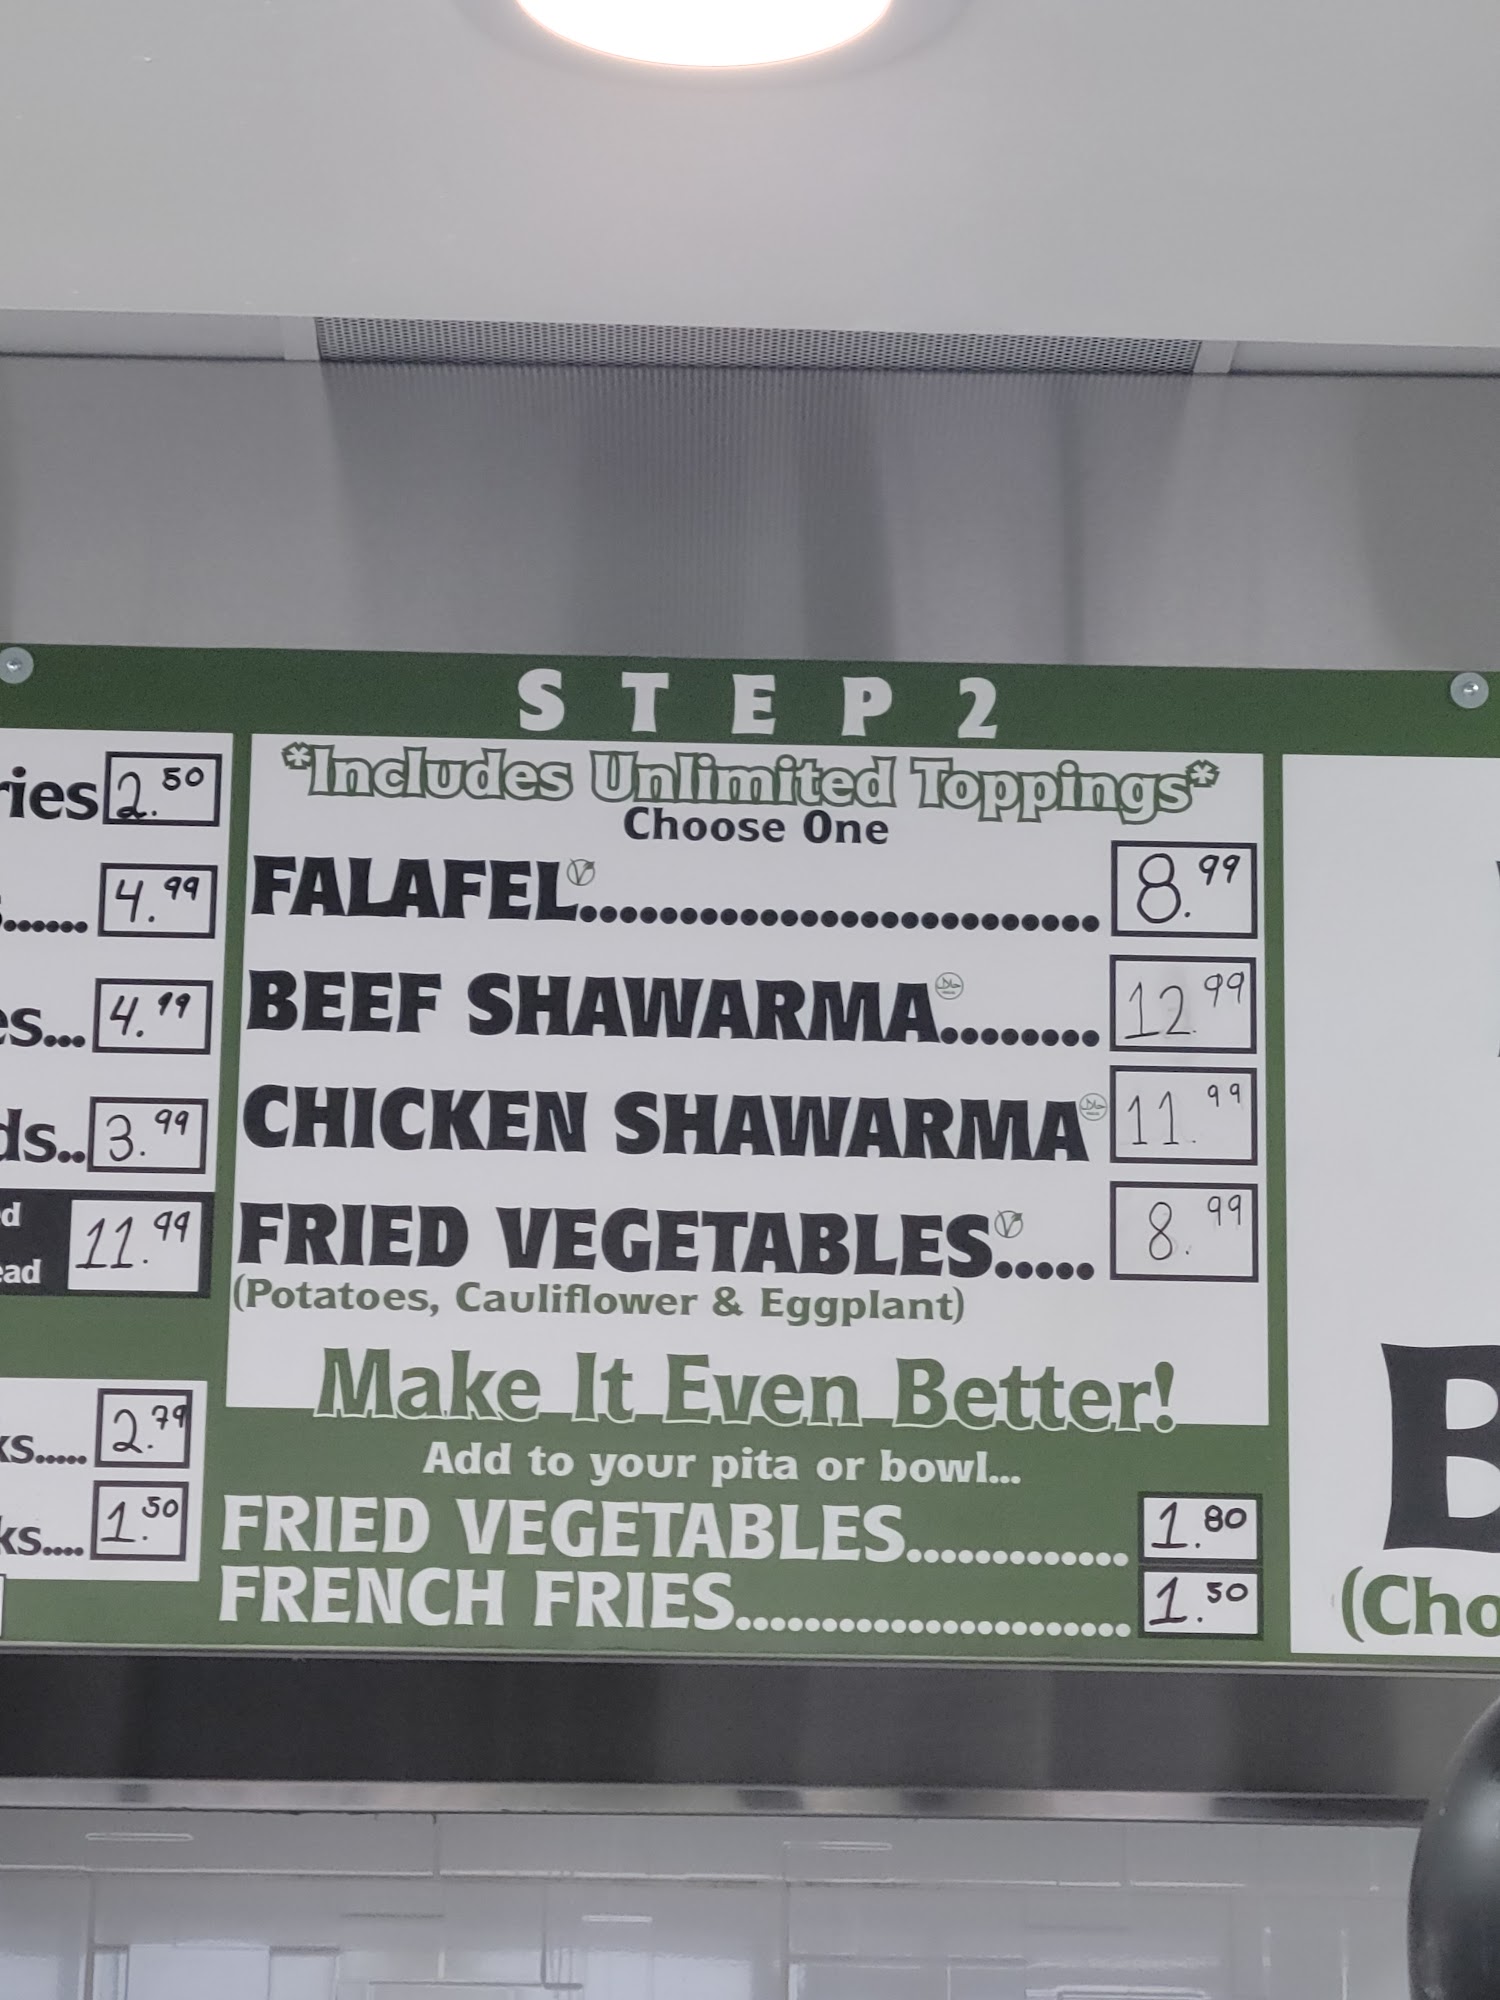 STEP 2
*Includes Unlimited Toppings*
Choose One
FALAFEL..........................8.99
BEEF SHAWARMA........12.99
CHICKEN SHAWARMA 11.99
FRIED VEGETABLES.....8.99
(Potatoes, Cauliflower & Eggplant)
Make It Even Better!
Add to your pita or bowl...
FRIED VEGETABLES.............1.80
FRENCH FRIES.......................1.50
ries 2.50
s......4.99
es...4.99
ds..3.99
ed
ead 11.99
ks.....2.79
ks....1.50
B
(Cho